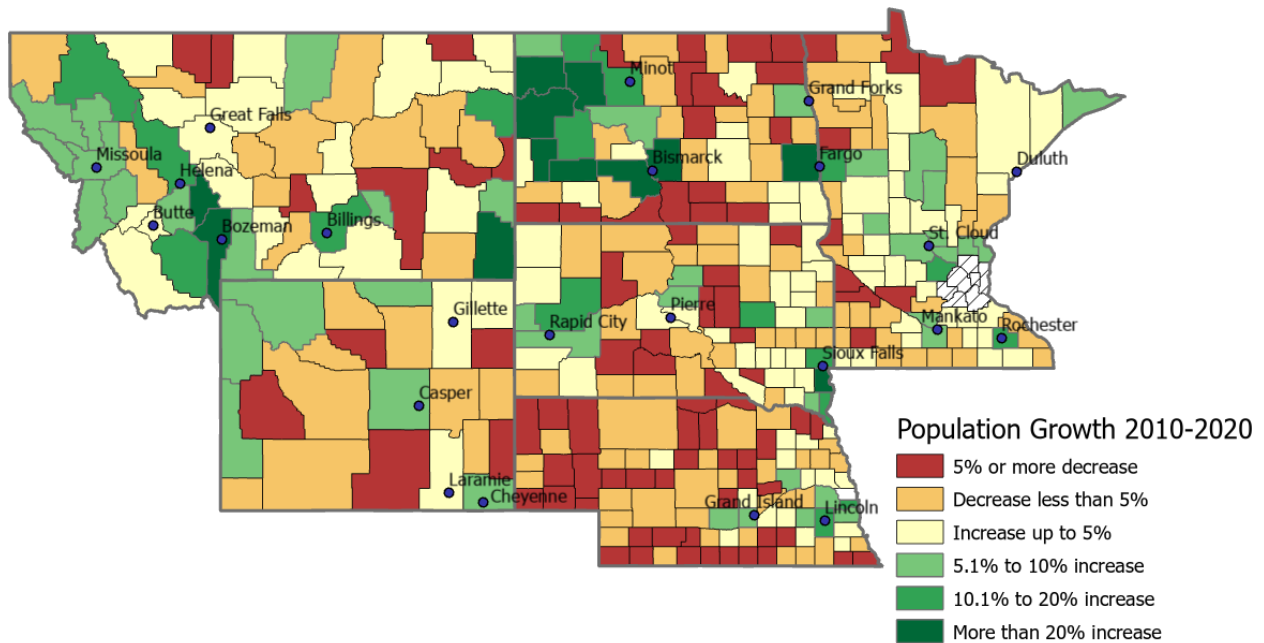 Minot
Grand Forks
Great Falls
Missoula
Helena
Bismarck
Fargo
Duluth
Butte
Billings
Bozeman
St. Cloud
Gillette
Rapid City
Pierre
Mankato
Rochester
Sioux Falls
Casper
Laramie
Cheyenne
Grand Island
Lincoln
Population Growth 2010-2020
5% or more decrease
Decrease less than 5%
Increase up to 5%
5.1% to 10% increase
10.1% to 20% increase
More than 20% increase